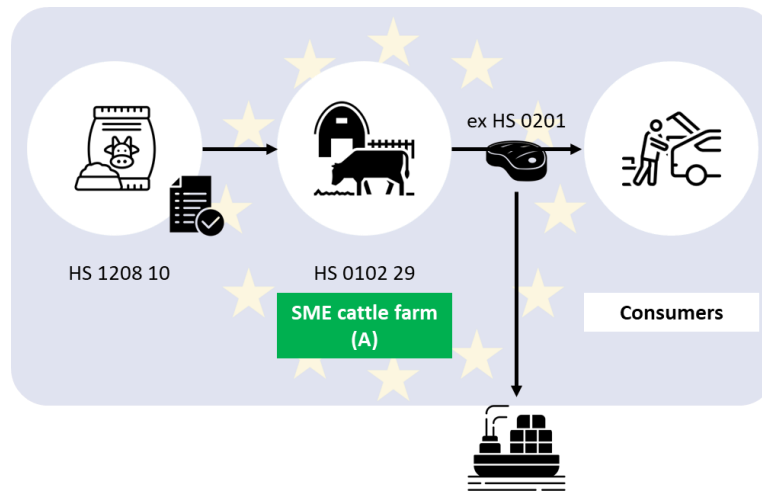 ex HS 0201
HS 1208 10
HS 0102 29
SME cattle farm
(A)
Consumers